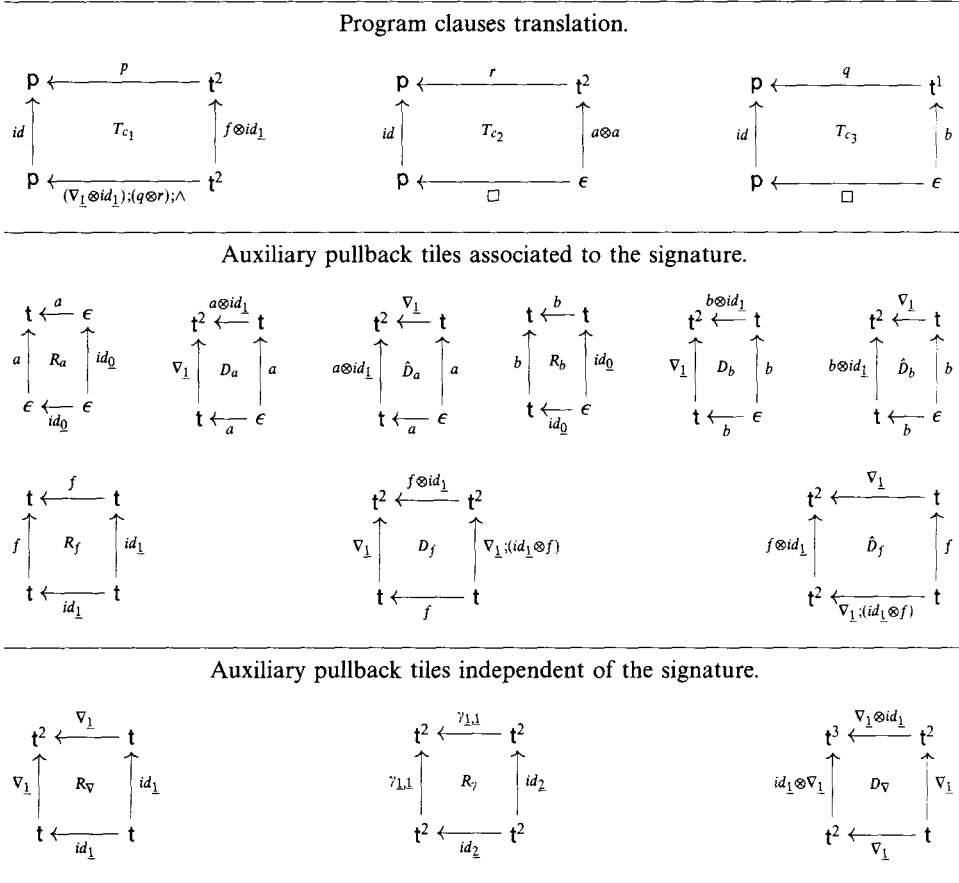 Program clauses translation.
p p t²
id T_{c₁} f⊗id_1
p (∇_1⊗id_1);(q⊗r);∧ t²
p r t²
id T_{c₂} a⊗a
p □ ϵ
p q t¹
id T_{c₃} b
p □ ϵ
Auxiliary pullback tiles associated to the signature.
t a ϵ
a R_a id_0
ϵ id_0 ϵ
t² a⊗id_1 t
∇_1 D_a a
t a ϵ
t² ∇_1 t
a⊗id_1 D̂_a a
t a ϵ
t b t
b R_b id_0
t id_0 ϵ
t² b⊗id_1 t
∇_1 D_b b
t b ϵ
t² ∇_1 t
b⊗id_1 D̂_b b
t b ϵ
t f t
f R_f id_1
t id_1 t
t² f⊗id_1 t²
∇_1 D_f ∇_1;(id_1⊗f)
t f t
t² ∇_1 t
f⊗id_1 D̂_f f
t² ∇_1;(id_1⊗f) t
Auxiliary pullback tiles independent of the signature.
t² ∇_1 t
∇_1 R_∇ id_1
t id_1 t
t² γ_{1,1} t²
γ_{1,1} R_γ id_2
t² id_2 t²
t³ ∇_1⊗id_1 t²
id_1⊗∇_1 D_∇ ∇_1
t² ∇_1 t